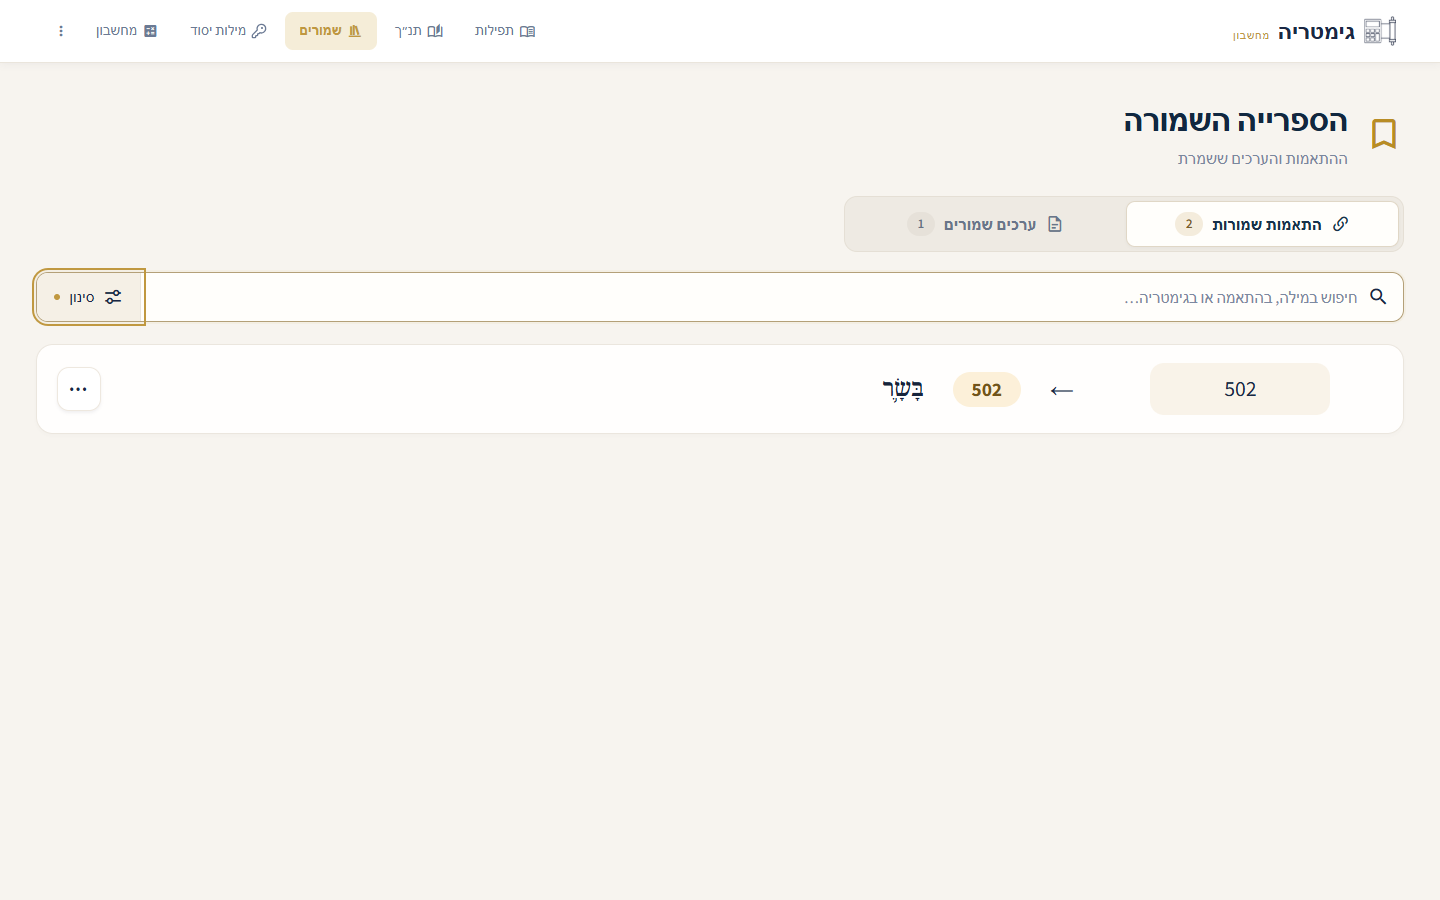 גימטריה מחשבון
תפילות
תנ״ך
שמורים
מילות יסוד
מחשבון
הספרייה השמורה
ההתאמות והערכים ששמרת
התאמות שמורות 2
ערכים שמורים 1
חיפוש במילה, בהתאמה או בגימטריה...
סינון
502 ← 502 בָּשָׂ֖ר